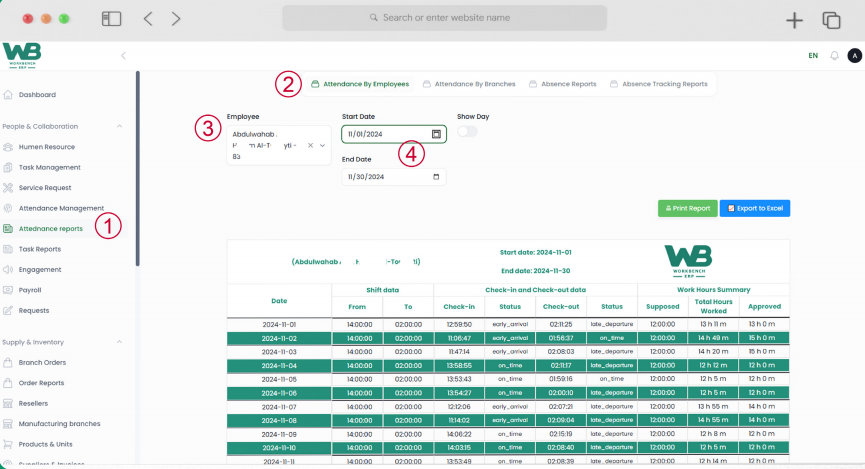 Search or enter website name
WB
WORKBENCH
ERP
EN
A
Dashboard
People & Collaboration
Human Resource
Task Management
Service Request
Attendance Management
Attednance reports
Task Reports
Engagement
Payroll
Requests
Supply & Inventory
Branch Orders
Order Reports
Resellers
Manufacturing branches
Products & Units
Suppliers & Invoices
1
2
Attendance By Employees
Attendance By Branches
Absence Reports
Absence Tracking Reports
3
Employee
Abdulwahab
Al-
85
Start Date
11/01/2024
4
End Date
11/30/2024
Show Day
Print Report
Export to Excel
(Abdulwahab
Start date: 2024-11-01
End date: 2024-11-30
WB
WORKBENCH
ERP
Date Shift data Check-in and Check-out data Work Hours Summary
From To Check-in Status Check-out Status Supposed Total Hours Worked Approved
2024-11-01 14:00:00 02:00:00 12:59:50 early_arrival 02:11:25 late_departure 12:00:00 13 h 11 m 13 h 0 m
2024-11-02 14:00:00 02:00:00 11:06:47 early_arrival 01:56:37 on_time 12:00:00 14 h 49 m 15 h 0 m
2024-11-03 14:00:00 02:00:00 11:47:14 early_arrival 02:08:03 late_departure 12:00:00 14 h 20 m 15 h 0 m
2024-11-04 14:00:00 02:00:00 13:58:55 on_time 02:11:17 late_departure 12:00:00 12 h 12 m 12 h 0 m
2024-11-05 14:00:00 02:00:00 13:53:43 on_time 01:59:16 on_time 12:00:00 12 h 5 m 12 h 0 m
2024-11-06 14:00:00 02:00:00 13:54:27 on_time 02:00:10 late_departure 12:00:00 12 h 5 m 12 h 0 m
2024-11-07 14:00:00 02:00:00 12:12:06 early_arrival 02:07:21 late_departure 12:00:00 13 h 55 m 14 h 0 m
2024-11-08 14:00:00 02:00:00 11:14:02 early_arrival 02:09:04 late_departure 12:00:00 14 h 55 m 14 h 0 m
2024-11-09 14:00:00 02:00:00 14:06:22 on_time 02:15:19 late_departure 12:00:00 12 h 8 m 12 h 0 m
2024-11-10 14:00:00 02:00:00 14:03:15 on_time 02:08:40 late_departure 12:00:00 12 h 5 m 12 h 0 m
2024-11-11 14:00:00 02:00:00 13:53:49 on_time 02:08:39 late_departure 12:00:00 12 h 14 m 12 h 0 m